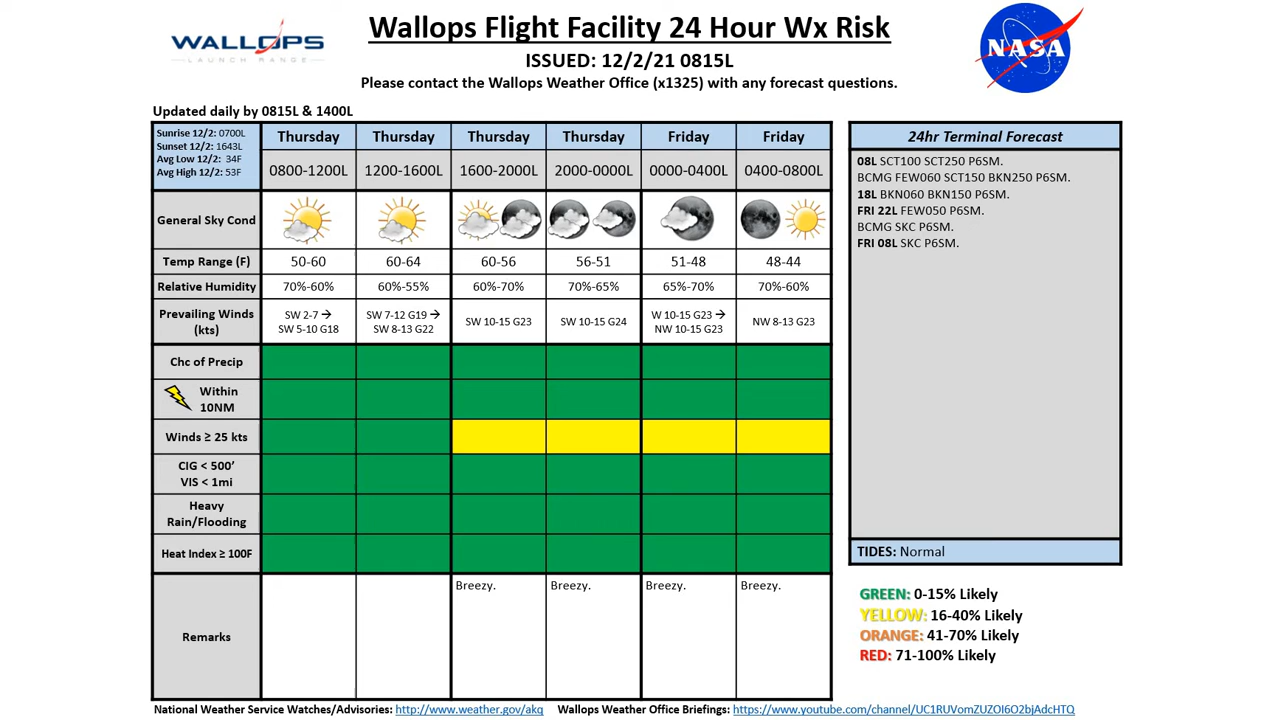 WALLOPS
LAUNCH RANGE
Wallops Flight Facility 24 Hour Wx Risk
ISSUED: 12/2/21 0815L
Please contact the Wallops Weather Office (x1325) with any forecast questions.
NASA
Updated daily by 0815L & 1400L
Sunrise 12/2: 0700L
Sunset 12/2: 1643L
Avg Low 12/2: 34F
Avg High 12/2: 53F
Thursday Thursday Thursday Thursday Friday Friday
0800-1200L 1200-1600L 1600-2000L 2000-0000L 0000-0400L 0400-0800L
General Sky Cond
Temp Range (F) 50-60 60-64 60-56 56-51 51-48 48-44
Relative Humidity 70%-60% 60%-55% 60%-70% 70%-65% 65%-70% 70%-60%
Prevailing Winds SW 2-7 → SW 7-12 G19 → SW 10-15 G23 SW 10-15 G24 W 10-15 G23 → NW 8-13 G23
(kts) SW 5-10 G18 SW 8-13 G22 NW 10-15 G23
Chc of Precip
Within
10NM
Winds ≥ 25 kts
CIG < 500’
VIS < 1mi
Heavy
Rain/Flooding
Heat Index ≥ 100F
Remarks Breezy. Breezy. Breezy. Breezy.
24hr Terminal Forecast
08L SCT100 SCT250 P6SM.
BCMG FEW060 SCT150 BKN250 P6SM.
18L BKN060 BKN150 P6SM.
FRI 22L FEW050 P6SM.
BCMG SKC P6SM.
FRI 08L SKC P6SM.
TIDES: Normal
GREEN: 0-15% Likely
YELLOW: 16-40% Likely
ORANGE: 41-70% Likely
RED: 71-100% Likely
National Weather Service Watches/Advisories: http://www.weather.gov/akq Wallops Weather Office Briefings: https://www.youtube.com/channel/UC1RUVomZUZOI6O2bjAdcHTQ